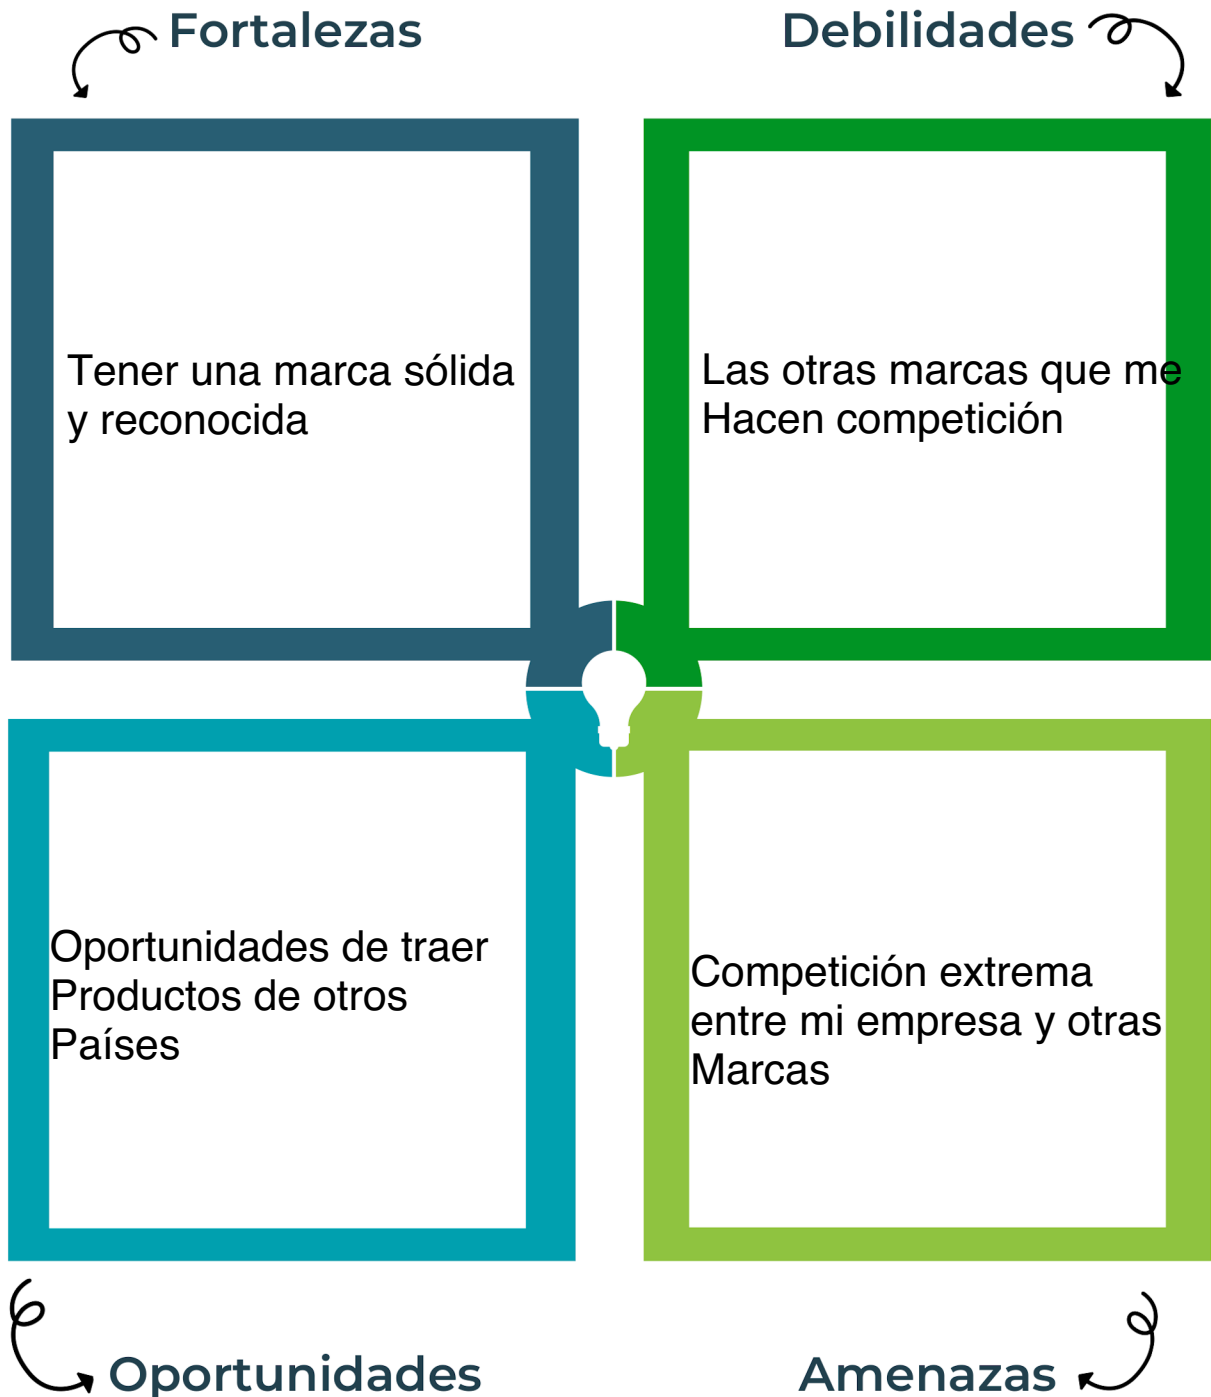 Fortalezas
Debilidades
Tener una marca sólida
y reconocida
Las otras marcas que me
Hacen competición
Oportunidades de traer
Productos de otros
Países
Competición extrema
entre mi empresa y otras
Marcas
Oportunidades
Amenazas